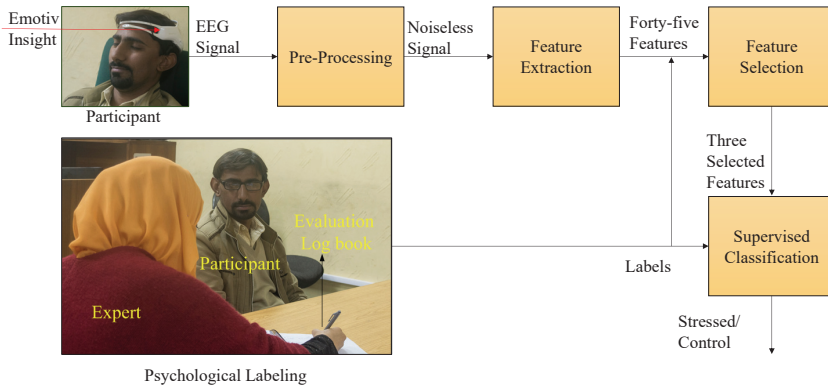 Emotiv
Insight
EEG
Signal
Pre-Processing
Noiseless
Signal
Feature
Extraction
Forty-five
Features
Feature
Selection
Participant
Three
Selected
Features
Evaluation
Log book
Participant
Expert
Supervised
Classification
Labels
Stressed/
Control
Psychological Labeling